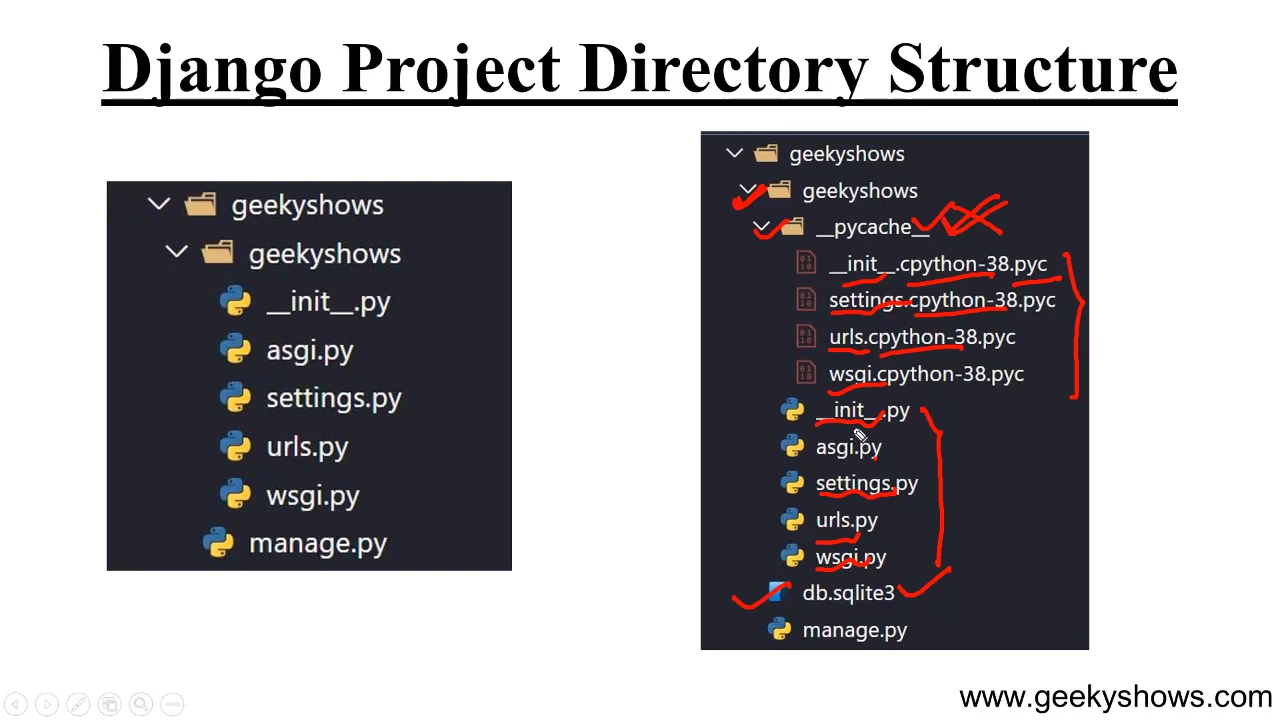 Django Project Directory Structure
geekyshows
geekyshows
__init__.py
asgi.py
settings.py
urls.py
wsgi.py
manage.py
geekyshows
geekyshows
__pycache__
__init__.cpython-38.pyc
settings.cpython-38.pyc
urls.cpython-38.pyc
wsgi.cpython-38.pyc
__init__.py
asgi.py
settings.py
urls.py
wsgi.py
db.sqlite3
manage.py
www.geekyshows.com